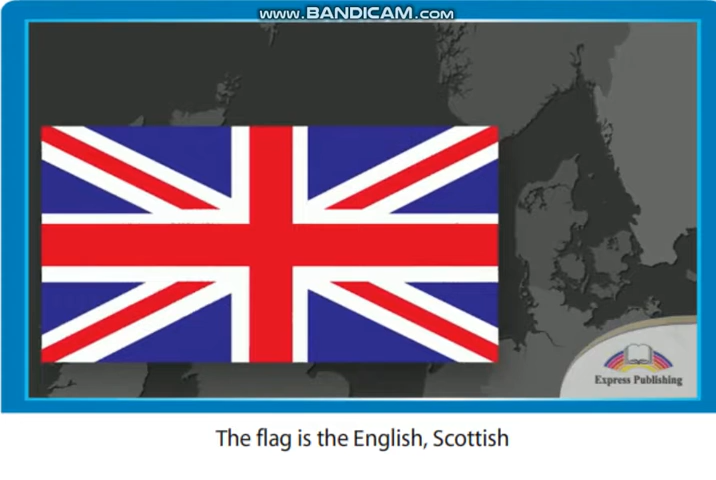 www.BANDICAM.com
Express Publishing
The flag is the English, Scottish